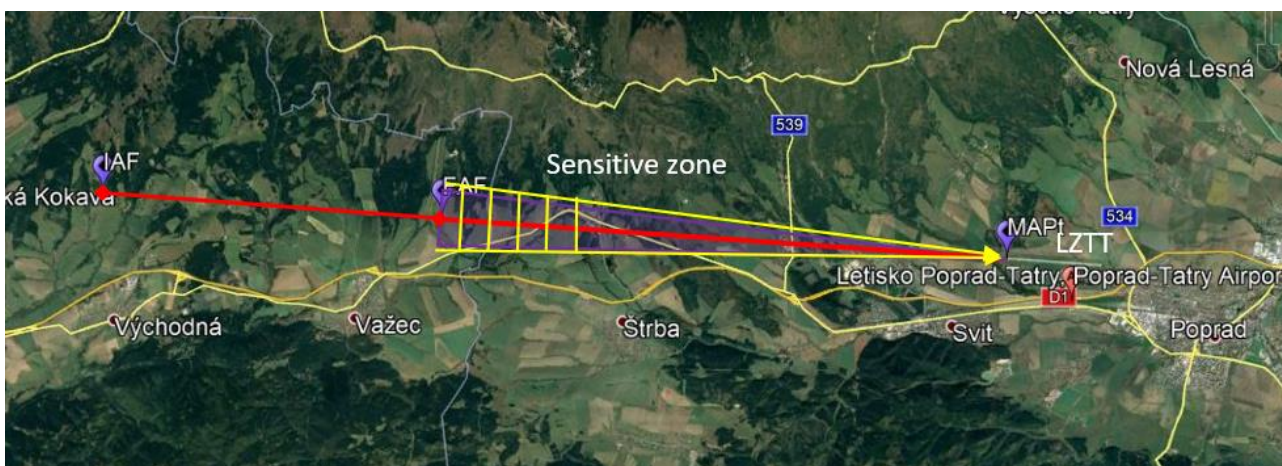 Nová Lesná
539
Sensitive zone
IAF
FAF
ká Kokava
534
MAPt
LZTT
Letisko Poprad-Tatry, Poprad-Tatry Airpor
D1
Východná
Važec
Štrba
Svit
Poprad